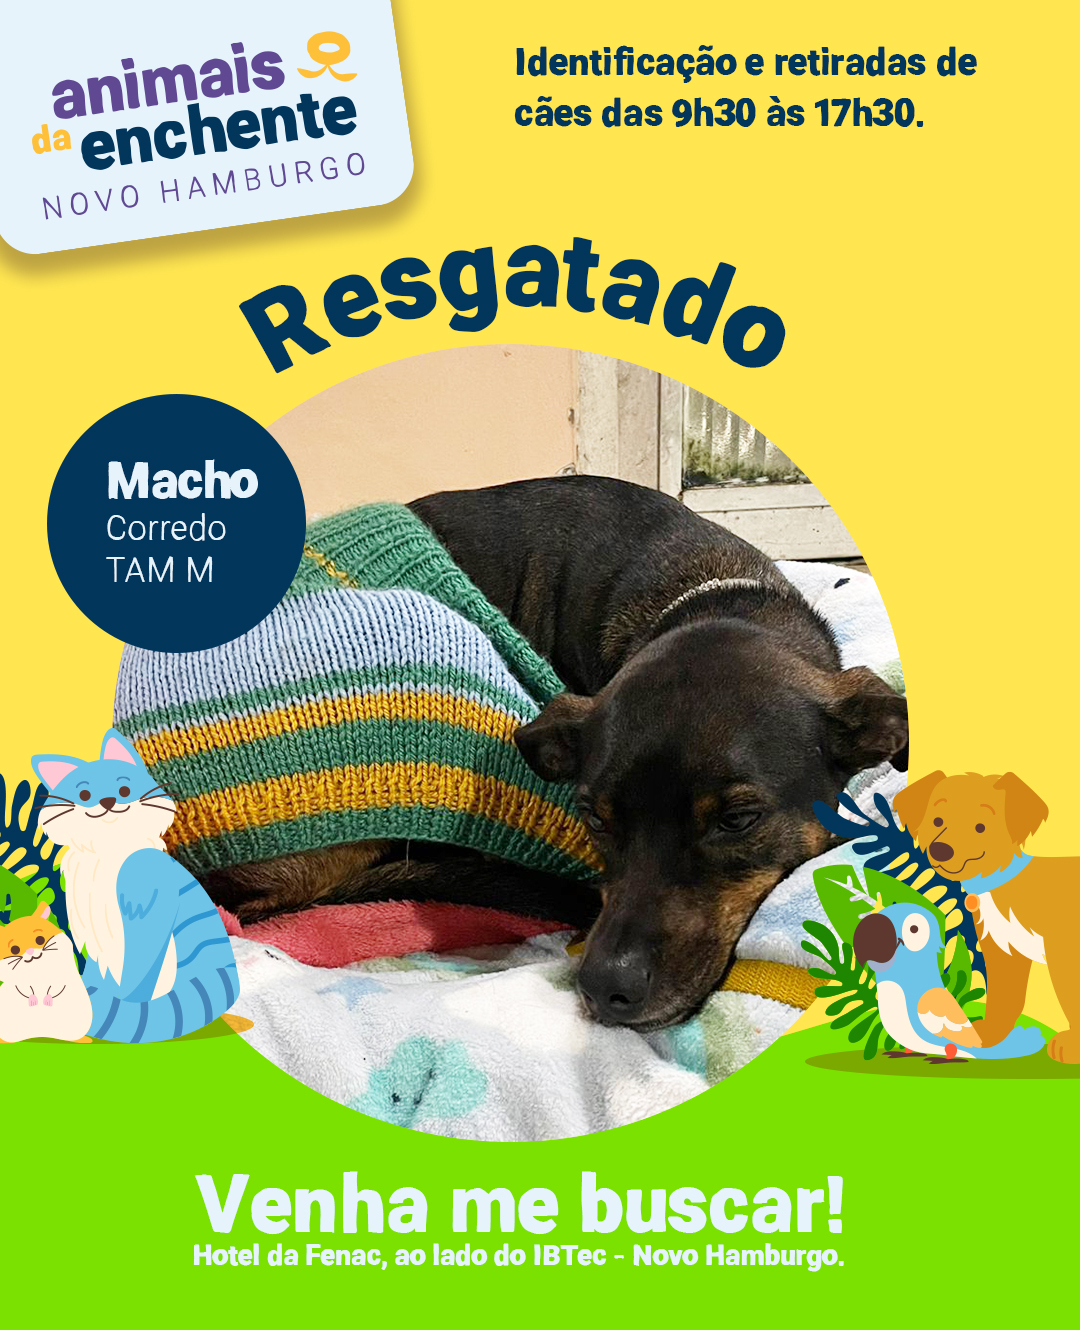 animais
da enchente
NOVO HAMBURGO
Identificação e retiradas de
cães das 9h30 às 17h30.
Resgatado
Macho
Corredo
TAM M
Venha me buscar!
Hotel da Fenac, ao lado do IBTec - Novo Hamburgo.